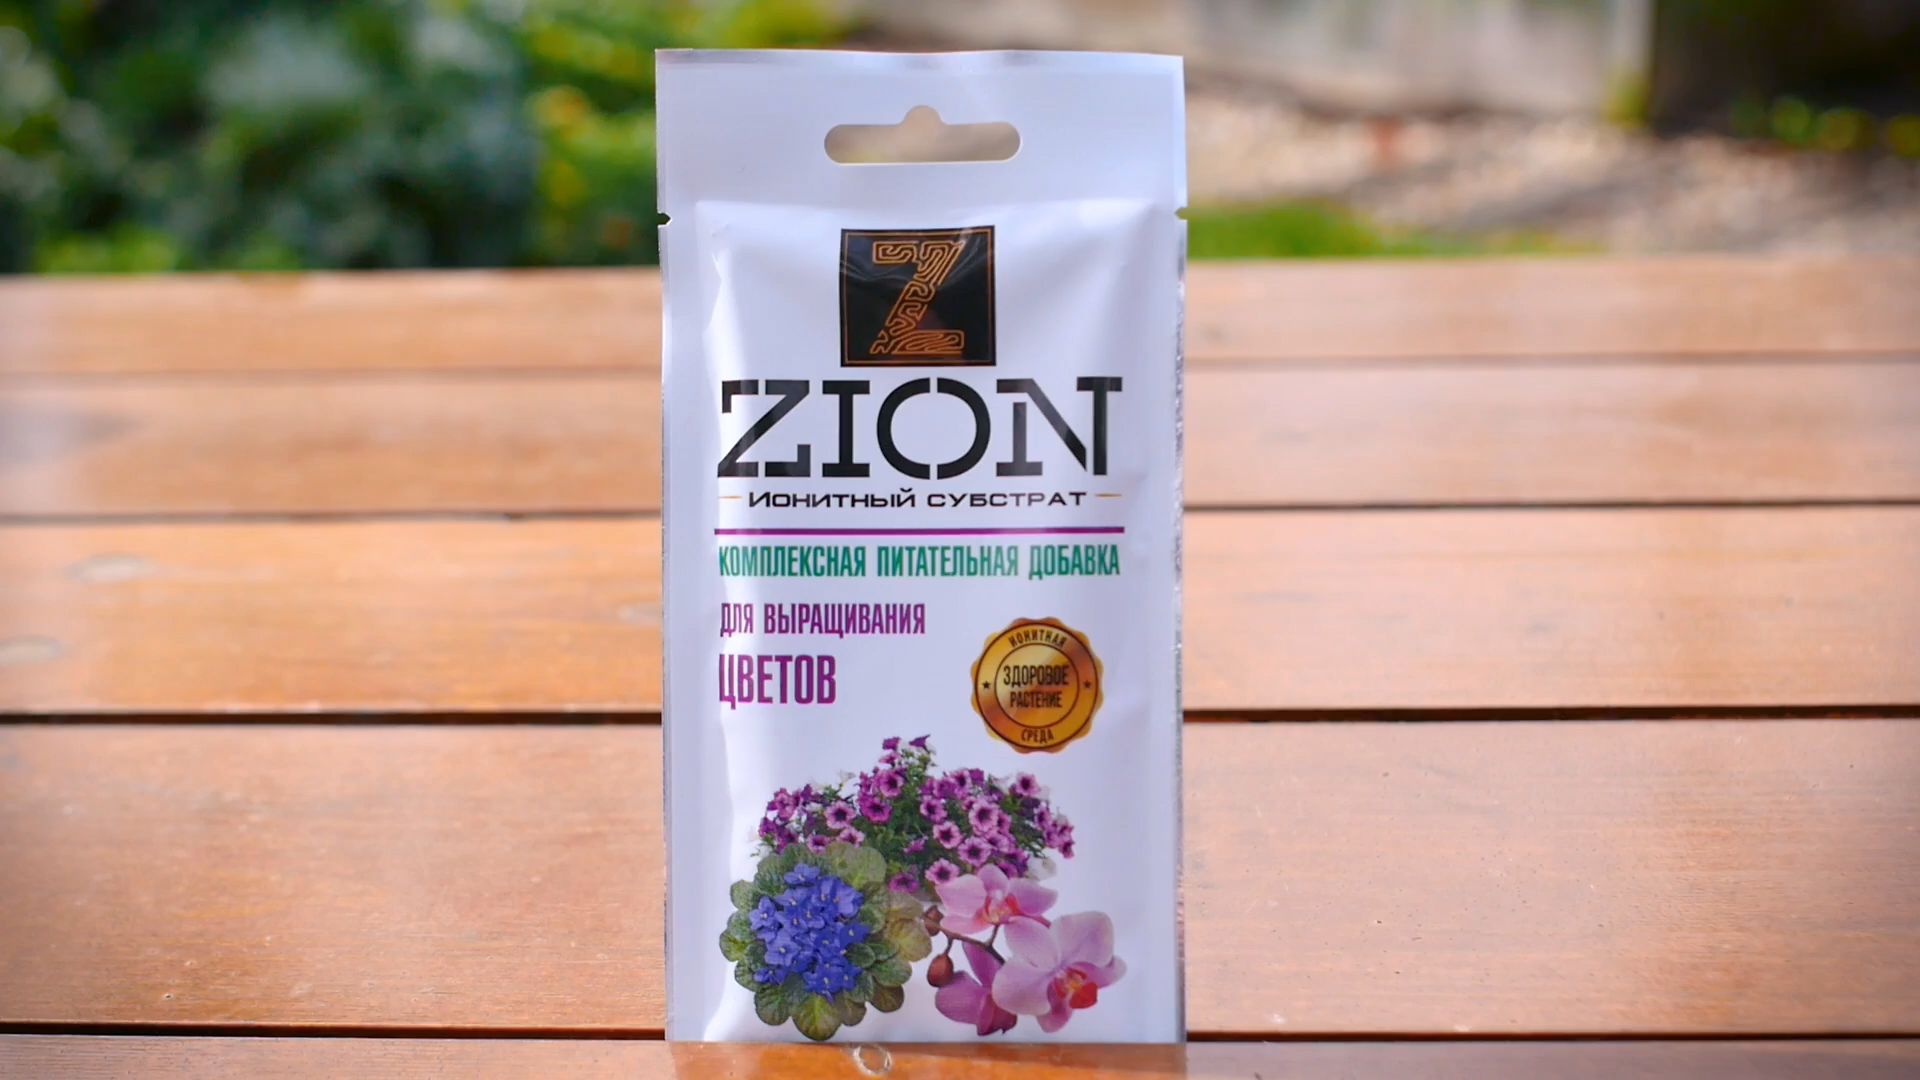 Z
ZION
Ионитный субстрат
КОМПЛЕКСНАЯ ПИТАТЕЛЬНАЯ ДОБАВКА
ДЛЯ ВЫРАЩИВАНИЯ
ЦВЕТОВ
ИОНИТНАЯ
ЗДОРОВОЕ
РАСТЕНИЕ
СРЕДА